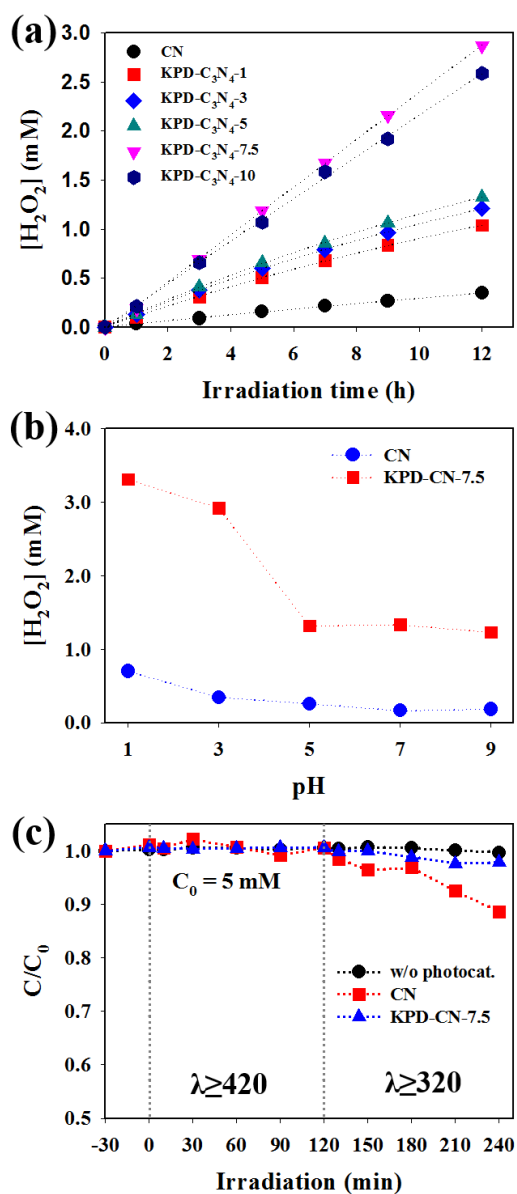 (a)
3.0
2.5
2.0
1.5
1.0
0.5
0.0
[H₂O₂] (mM)
CN
KPD-C₃N₄-1
KPD-C₃N₄-3
KPD-C₃N₄-5
KPD-C₃N₄-7.5
KPD-C₃N₄-10
0 2 4 6 8 10 12
Irradiation time (h)
(b)
4.0
3.0
2.0
1.0
0.0
[H₂O₂] (mM)
CN
KPD-CN-7.5
1 3 5 7 9
pH
(c)
1.0
0.9
0.8
0.7
0.6
0.5
C/C₀
C₀ = 5 mM
w/o photocat.
CN
KPD-CN-7.5
λ≥420 λ≥320
-30 0 30 60 90 120 150 180 210 240
Irradiation (min)